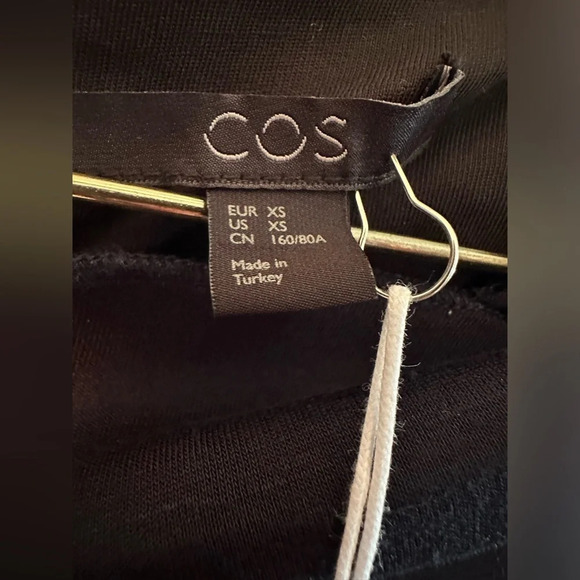 COS
EUR XS
US XS
CN 160/80A
Made in
Turkey